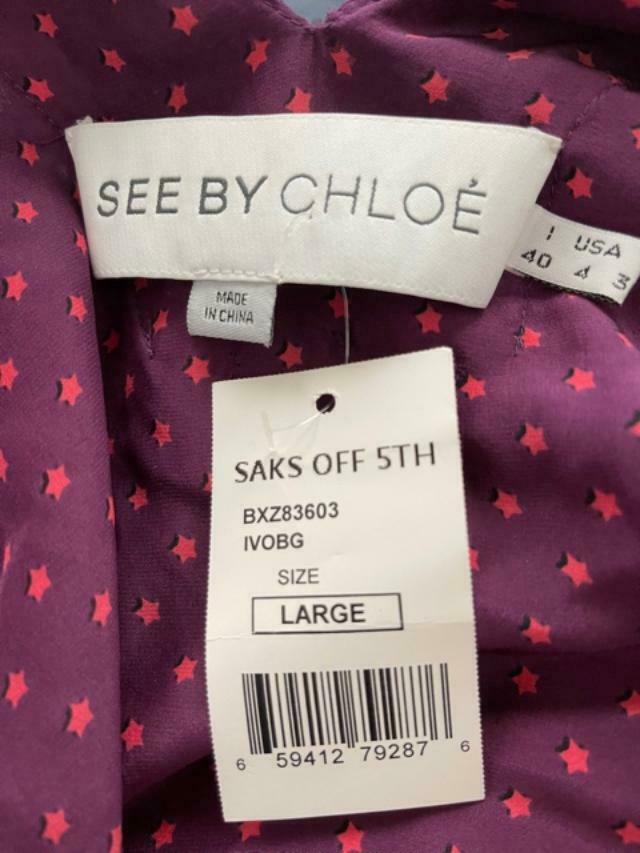 SEE BY CHLOÉ
I USA
40 4 3
MADE
IN CHINA
SAKS OFF 5TH
BXZ83603
IVOBG
SIZE
LARGE
6 59412 79287 6